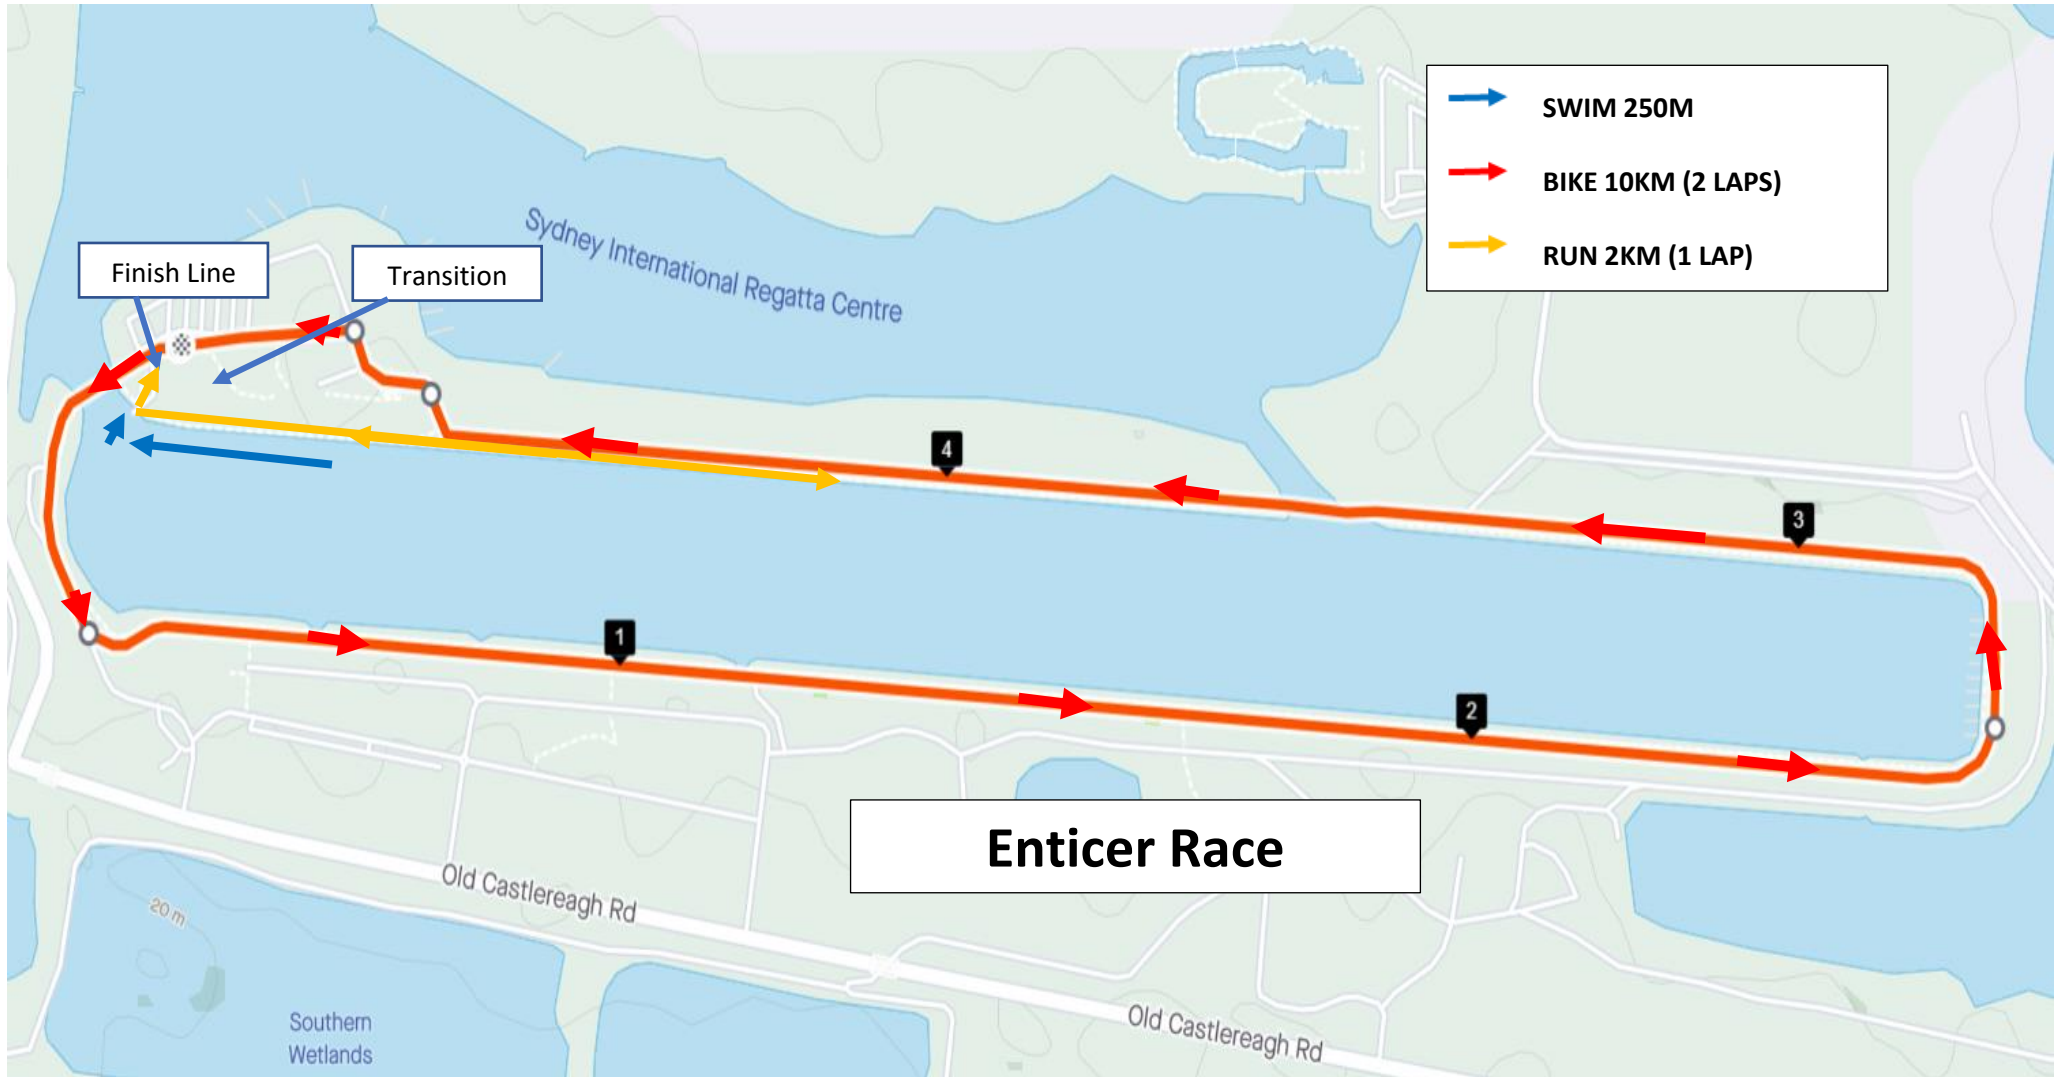 SWIM 250M
BIKE 10KM (2 LAPS)
RUN 2KM (1 LAP)
Sydney International Regatta Centre
Finish Line
Transition
4
3
1
2
Enticer Race
Old Castlereagh Rd
20 m
Southern
Wetlands
Old Castlereagh Rd